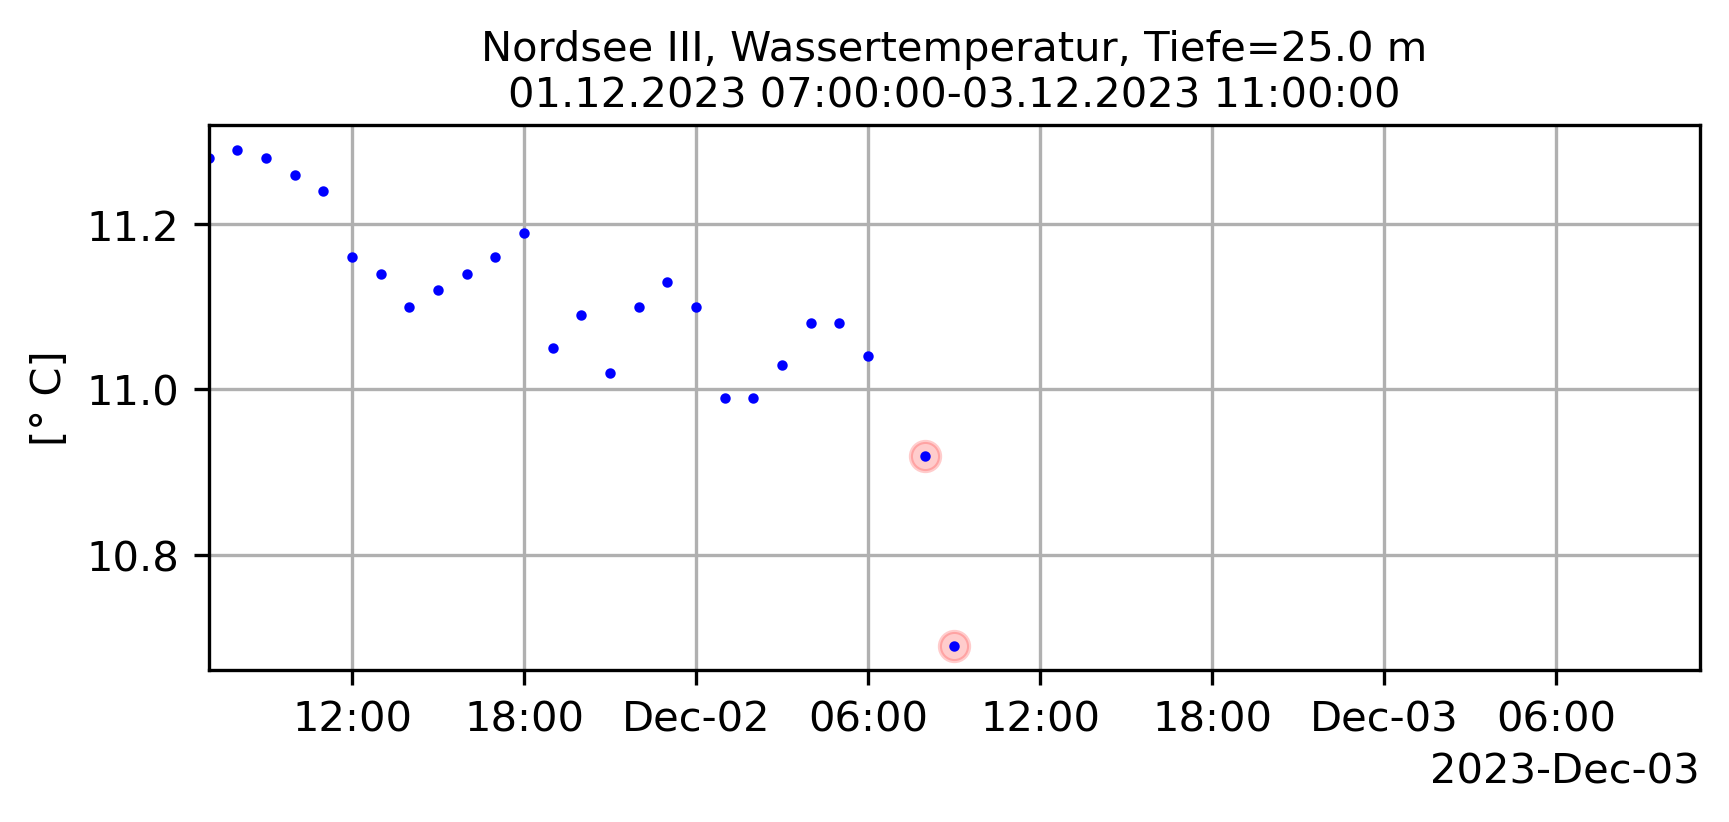 Nordsee III, Wassertemperatur, Tiefe=25.0 m
01.12.2023 07:00:00-03.12.2023 11:00:00
[° C]
11.2
11.0
10.8
12:00 18:00 Dec-02 06:00 12:00 18:00 Dec-03 06:00
2023-Dec-03